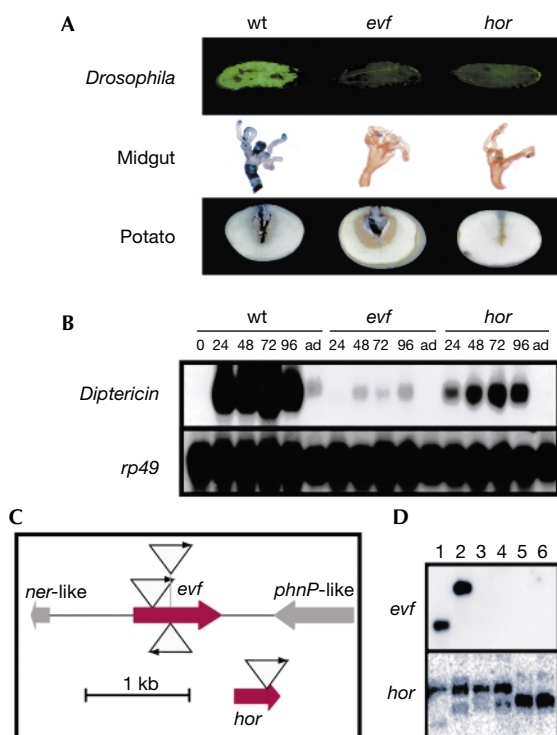 A
wt evf hor
Drosophila
Midgut
Potato
B
wt evf hor
0 24 48 72 96 ad 24 48 72 96 ad 24 48 72 96 ad
Diptericin
rp49
C
ner-like evf phnP-like
1 kb
hor
D
1 2 3 4 5 6
evf
hor